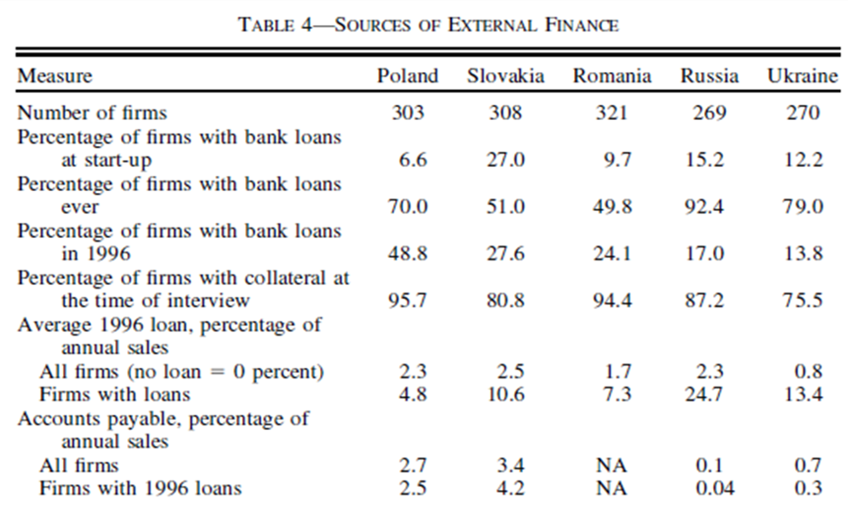 TABLE 4—SOURCES OF EXTERNAL FINANCE
Measure Poland Slovakia Romania Russia Ukraine
Number of firms 303 308 321 269 270
Percentage of firms with bank loans
at start-up 6.6 27.0 9.7 15.2 12.2
Percentage of firms with bank loans
ever 70.0 51.0 49.8 92.4 79.0
Percentage of firms with bank loans
in 1996 48.8 27.6 24.1 17.0 13.8
Percentage of firms with collateral at
the time of interview 95.7 80.8 94.4 87.2 75.5
Average 1996 loan, percentage of
annual sales
All firms (no loan = 0 percent) 2.3 2.5 1.7 2.3 0.8
Firms with loans 4.8 10.6 7.3 24.7 13.4
Accounts payable, percentage of
annual sales
All firms 2.7 3.4 NA 0.1 0.7
Firms with 1996 loans 2.5 4.2 NA 0.04 0.3